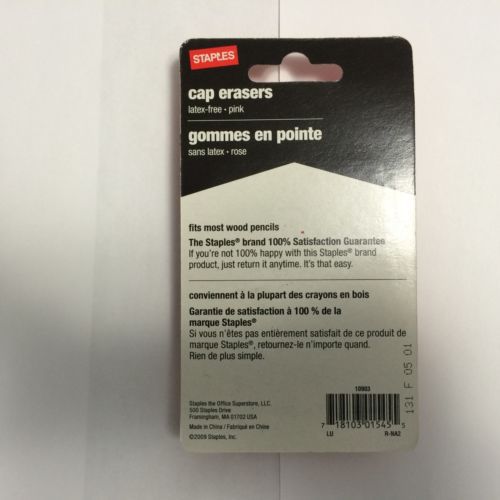 STAPLES
cap erasers
latex-free • pink
gommes en pointe
sans latex • rose
fits most wood pencils
The Staples® brand 100% Satisfaction Guarantee
If you're not 100% happy with this Staples® brand
product, just return it anytime. It's that easy.
conviennent à la plupart des crayons en bois
Garantie de satisfaction à 100 % de la
marque Staples®
Si vous n'êtes pas entièrement satisfait de ce produit de
marque Staples®, retournez-le n'importe quand.
Rien de plus simple.
131 F 05 01
Staples the Office Superstore, LLC.
500 Staples Drive
Framingham, MA 01702 USA
Made in China / Fabriqué en Chine
©2009 Staples, Inc.
10903
7 18103 01545 5
LU R-NA2